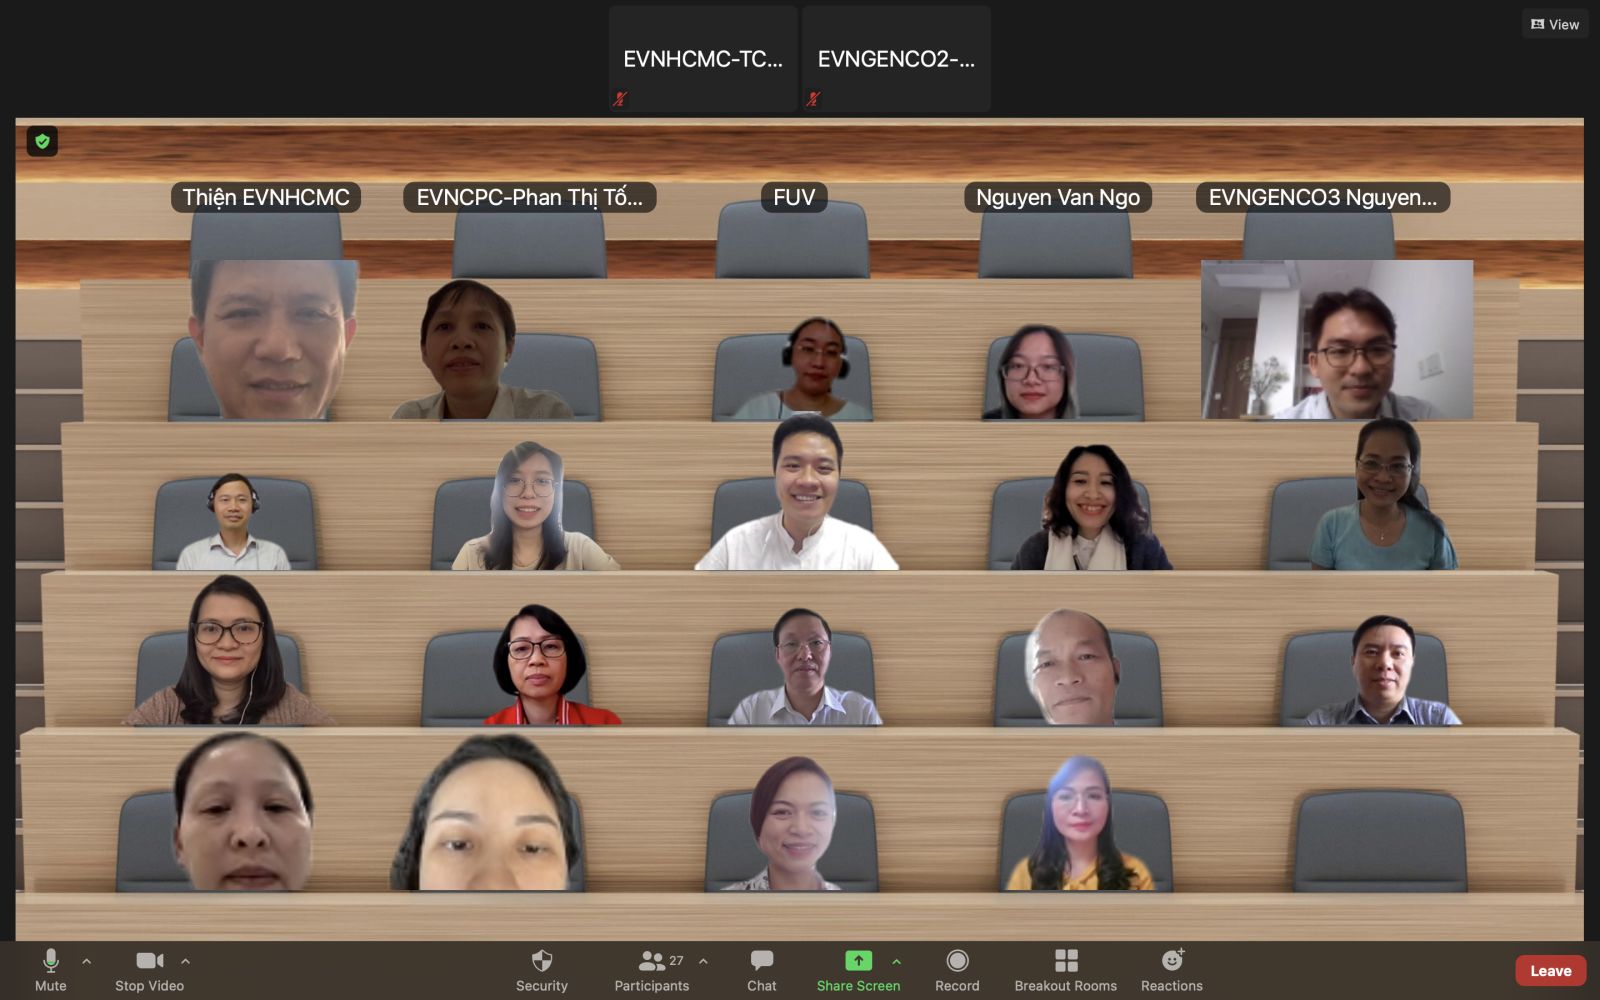 EVNHCMC-TC...
EVNGENCO2-...
View
Thiện EVNHCMC
EVNCPC-Phan Thị Tố...
FUV
Nguyen Van Ngo
EVNGENCO3 Nguyen...
Mute
Stop Video
Security
27
Participants
Chat
Share Screen
Record
Breakout Rooms
Reactions
Leave